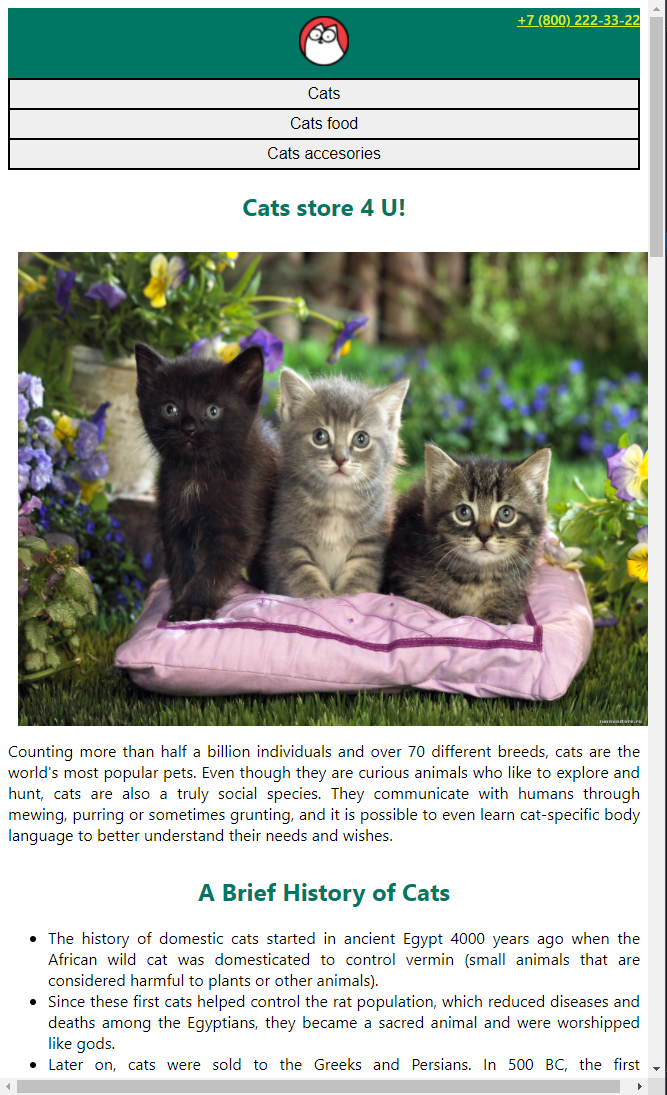 +7 (800) 222-33-22
Cats
Cats food
Cats accesories
Cats store 4 U!
Counting more than half a billion individuals and over 70 different breeds, cats are the
world's most popular pets. Even though they are curious animals who like to explore and
hunt, cats are also a truly social species. They communicate with humans through
mewing, purring or sometimes grunting, and it is possible to even learn cat-specific body
language to better understand their needs and wishes.
A Brief History of Cats
• The history of domestic cats started in ancient Egypt 4000 years ago when the
African wild cat was domesticated to control vermin (small animals that are
considered harmful to plants or other animals).
• Since these first cats helped control the rat population, which reduced diseases and
deaths among the Egyptians, they became a sacred animal and were worshipped
like gods.
• Later on, cats were sold to the Greeks and Persians. In 500 BC, the first